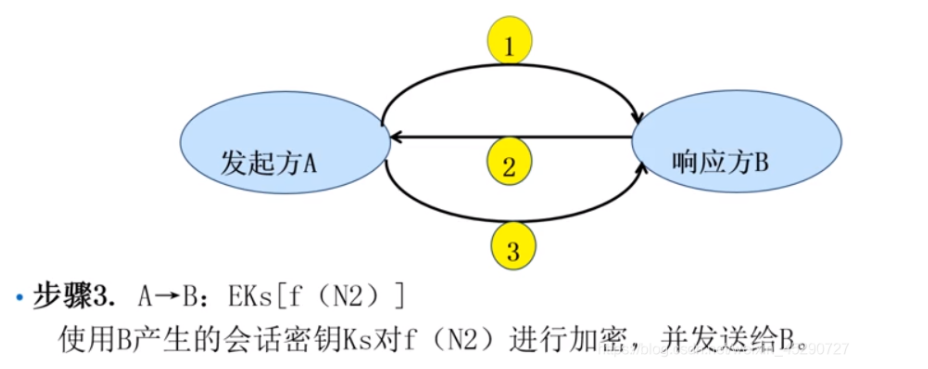 1
发起方A
响应方B
2
3
• 步骤3. A→B：EKs[f（N2）]
使用B产生的会话密钥Ks对f（N2）进行加密，并发送给B。